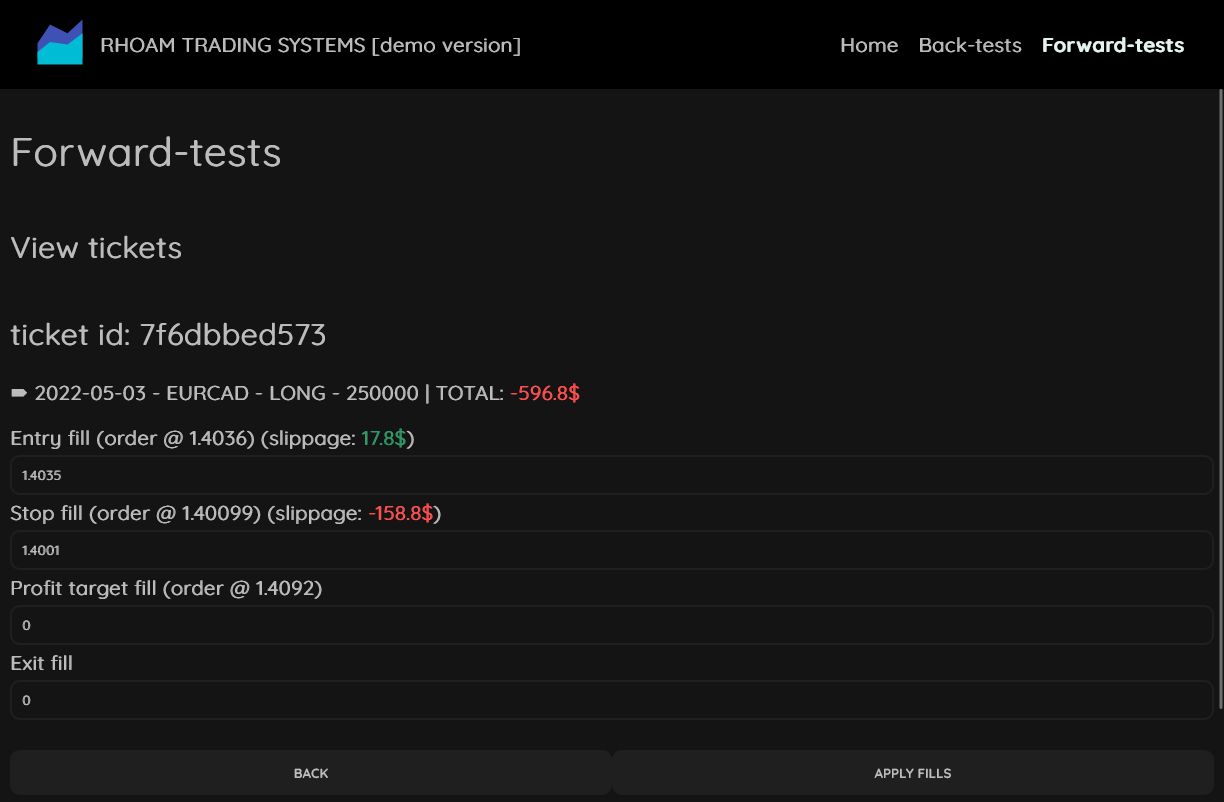 RHOAM TRADING SYSTEMS [demo version]
Home Back-tests Forward-tests
Forward-tests
View tickets
ticket id: 7f6dbbed573
2022-05-03 - EURCAD - LONG - 250000 | TOTAL: -596.8$
Entry fill (order @ 1.4036) (slippage: 17.8$)
1.4035
Stop fill (order @ 1.40099) (slippage: -158.8$)
1.4001
Profit target fill (order @ 1.4092)
0
Exit fill
0
BACK
APPLY FILLS